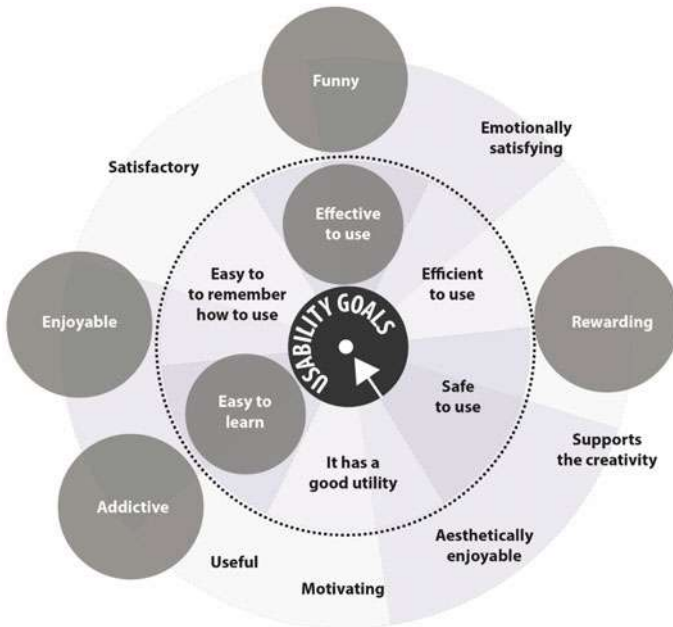 Funny
Emotionally
satisfying
Satisfactory
Effective
to use
Easy to
to remember
how to use
Efficient
to use
Enjoyable
USABILITY GOALS
Rewarding
Easy to
learn
Safe
to use
Supports
the creativity
It has a
good utility
Addictive
Aesthetically
enjoyable
Useful
Motivating